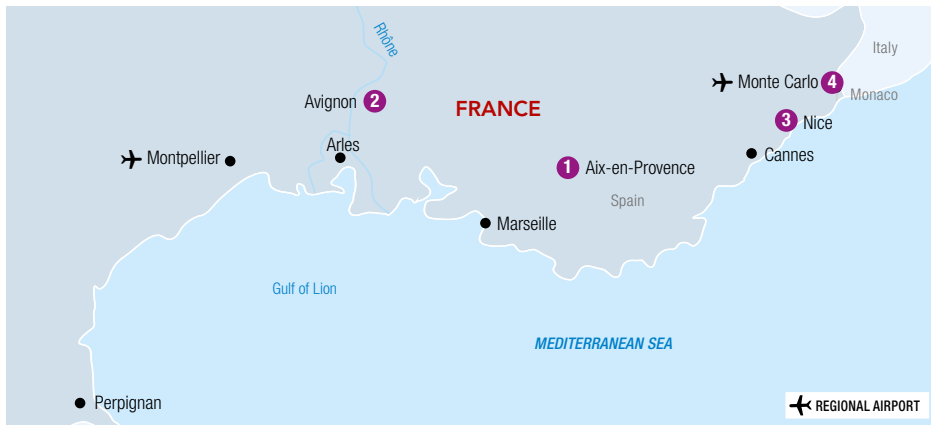 Rhône
Italy
Monte Carlo 4
Monaco
Avignon 2
FRANCE
3 Nice
Arles
Montpellier
Cannes
1 Aix-en-Provence
Spain
Marseille
Gulf of Lion
MEDITERRANEAN SEA
Perpignan
REGIONAL AIRPORT